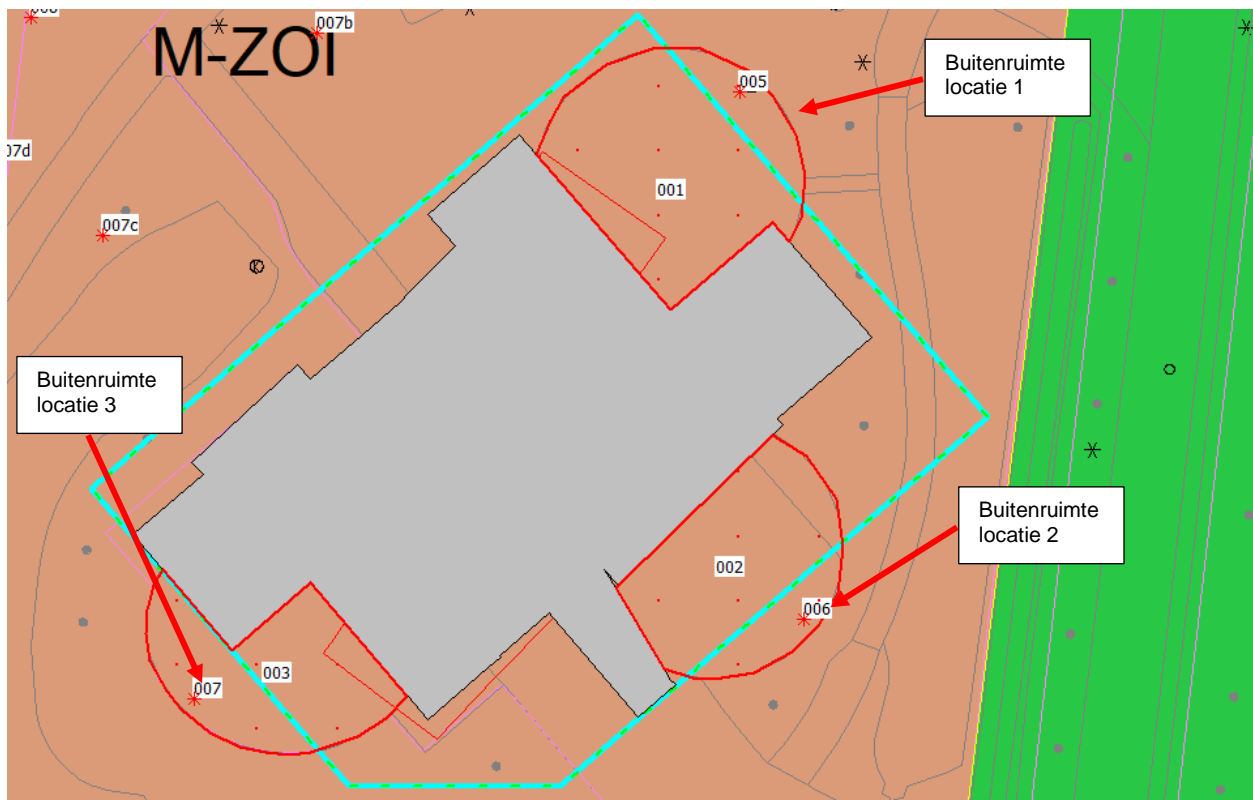 007b
M-ZOI
005
Buitenruimte
locatie 1
07d
001
007c
Buitenruimte
locatie 3
Buitenruimte
locatie 2
002
006
003
007